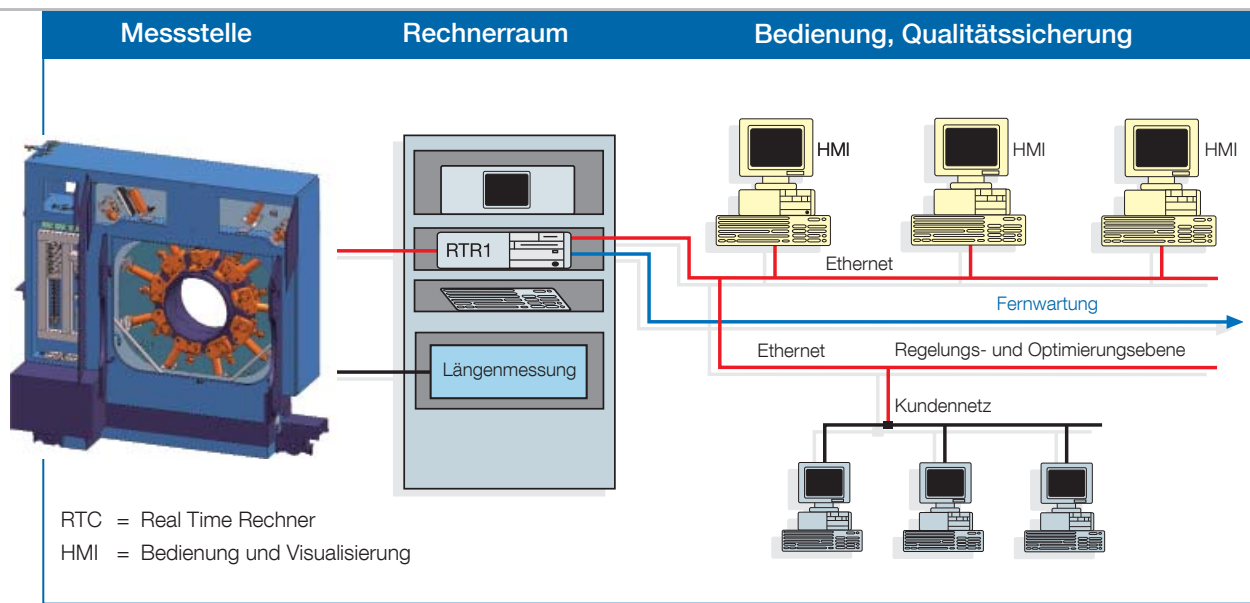 Messstelle
Rechnerraum
Bedienung, Qualitätssicherung
HMI
HMI
HMI
RTR1
Ethernet
Fernwartung
Ethernet
Regelungs- und Optimierungsebene
Längenmessung
Kundennetz
RTC = Real Time Rechner
HMI = Bedienung und Visualisierung